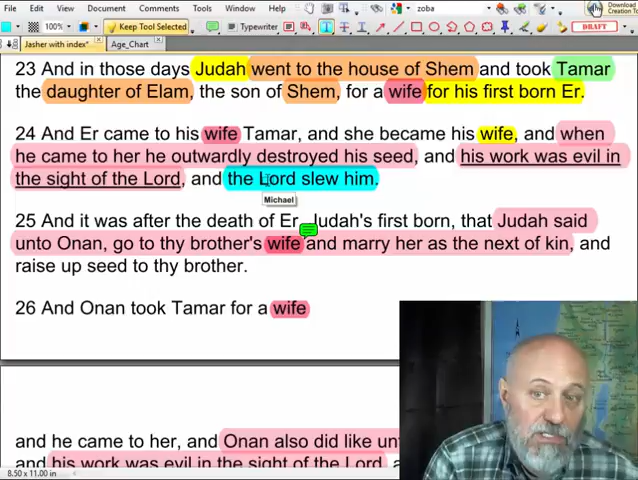 File Edit View Document Comments Tools Window Help zoba Download
Creation To
100% Keep Tool Selected Typewriter T DRAFT
Jasher with index* Age_Chart
23 And in those days Judah went to the house of Shem and took Tamar
the daughter of Elam, the son of Shem, for a wife for his first born Er.
24 And Er came to his wife Tamar, and she became his wife, and when
he came to her he outwardly destroyed his seed, and his work was evil in
the sight of the Lord, and the Lord slew him.
Michael
25 And it was after the death of Er, Judah's first born, that Judah said
unto Onan, go to thy brother's wife and marry her as the next of kin, and
raise up seed to thy brother.
26 And Onan took Tamar for a wife
and he came to her, and Onan also did like unt
and his work was evil in the sight of the Lord
8.50 x 11.00 in